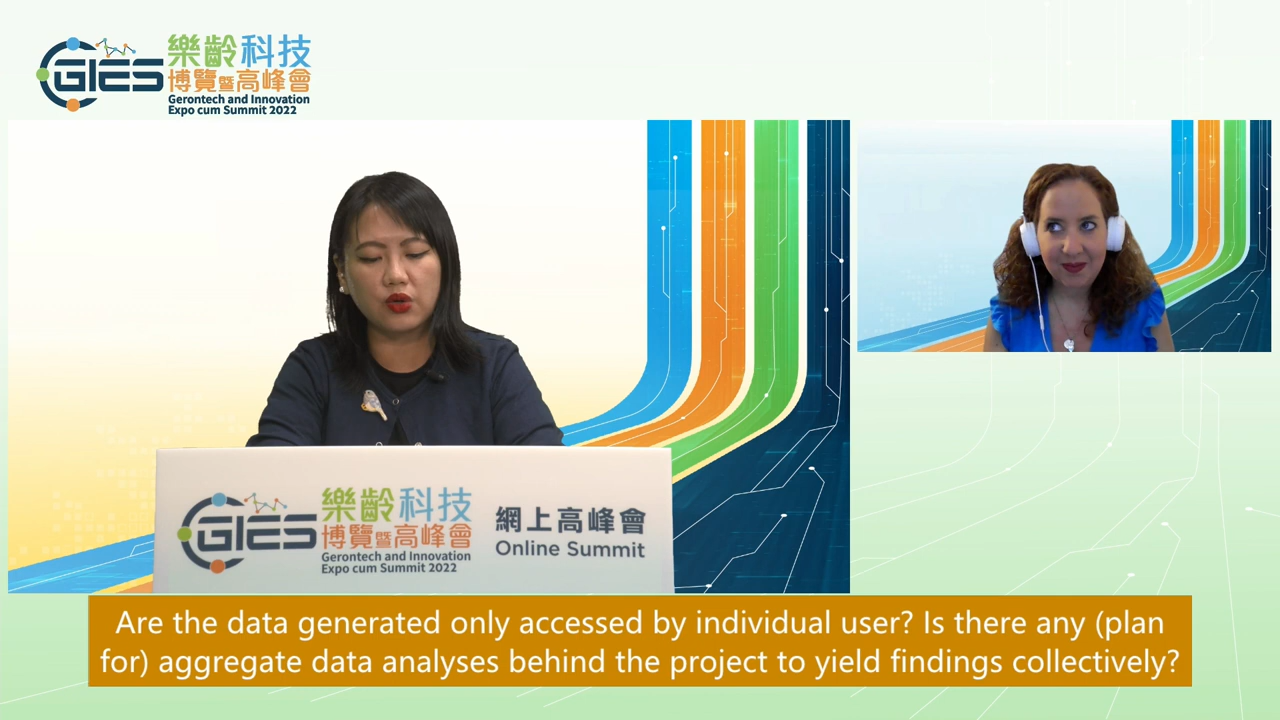 GIES
樂齡科技
博覽暨高峰會
Gerontech and Innovation
Expo cum Summit 2022
GIES
樂齡科技
博覽暨高峰會
Gerontech and Innovation
Expo cum Summit 2022
網上高峰會
Online Summit
Are the data generated only accessed by individual user? Is there any (plan
for) aggregate data analyses behind the project to yield findings collectively?